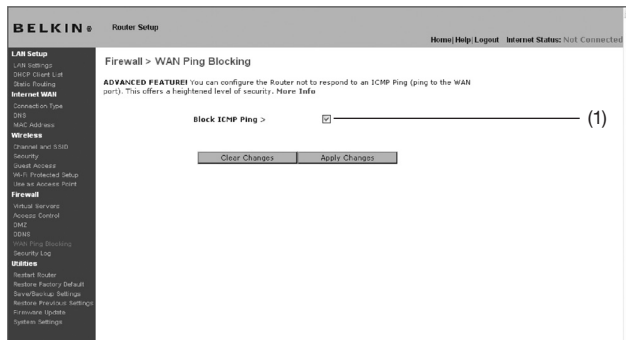 BELKIN® Router Setup
Home|Help|Logout Internet Status: Not Connected
LAN Setup
LAN Settings
DHCP Client List
Static Routing
Internet WAN
Connection Type
DNS
MAC Address
Wireless
Channel and SSID
Security
Guest Access
Wi-Fi Protected Setup
Use as Access Point
Firewall
Virtual Servers
Access Control
DMZ
DDNS
WAN Ping Blocking
Security Log
Utilities
Restart Router
Restore Factory Default
Save/Backup Settings
Restore Previous Settings
Firmware Update
System Settings
Firewall > WAN Ping Blocking
ADVANCED FEATURE! You can configure the Router not to respond to an ICMP Ping (ping to the WAN
port). This offers a heightened level of security. More Info
Block ICMP Ping >
(1)
Clear Changes Apply Changes